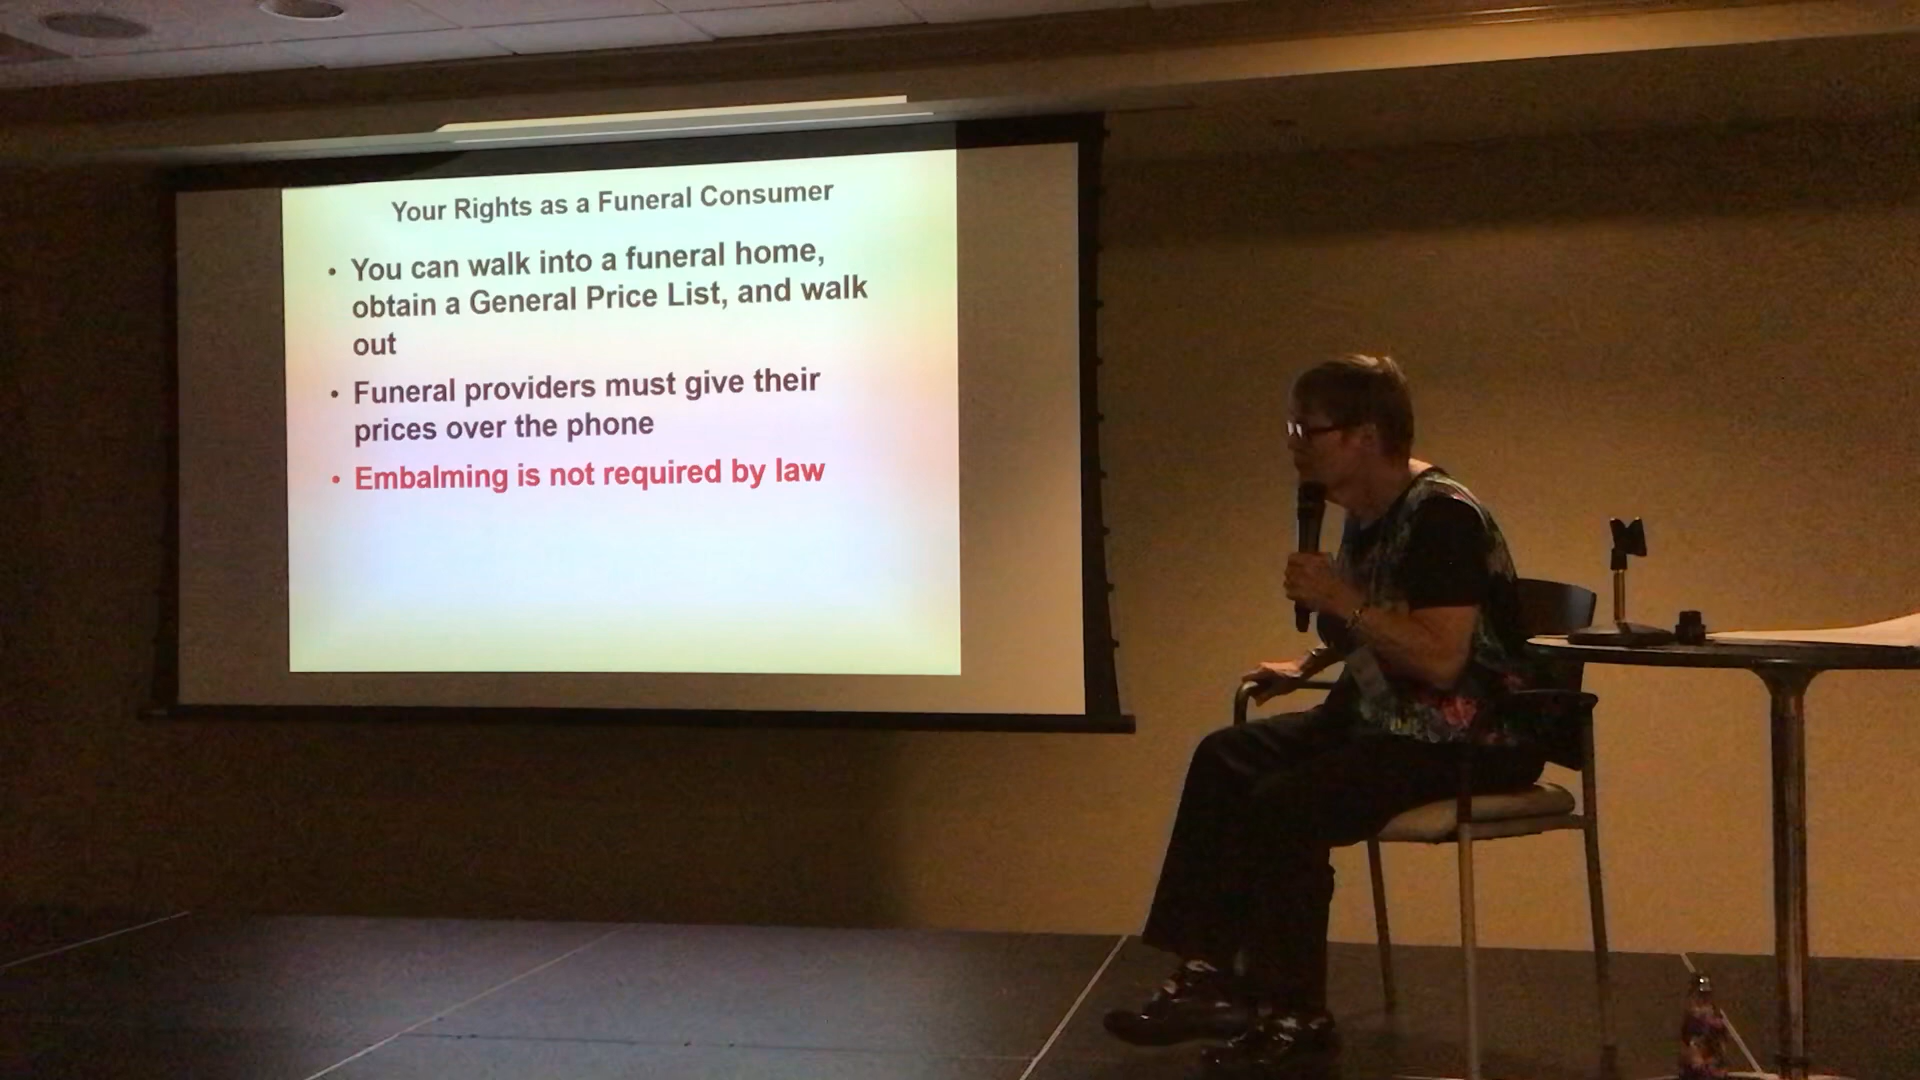 Your Rights as a Funeral Consumer
• You can walk into a funeral home,
obtain a General Price List, and walk
out
• Funeral providers must give their
prices over the phone
• Embalming is not required by law